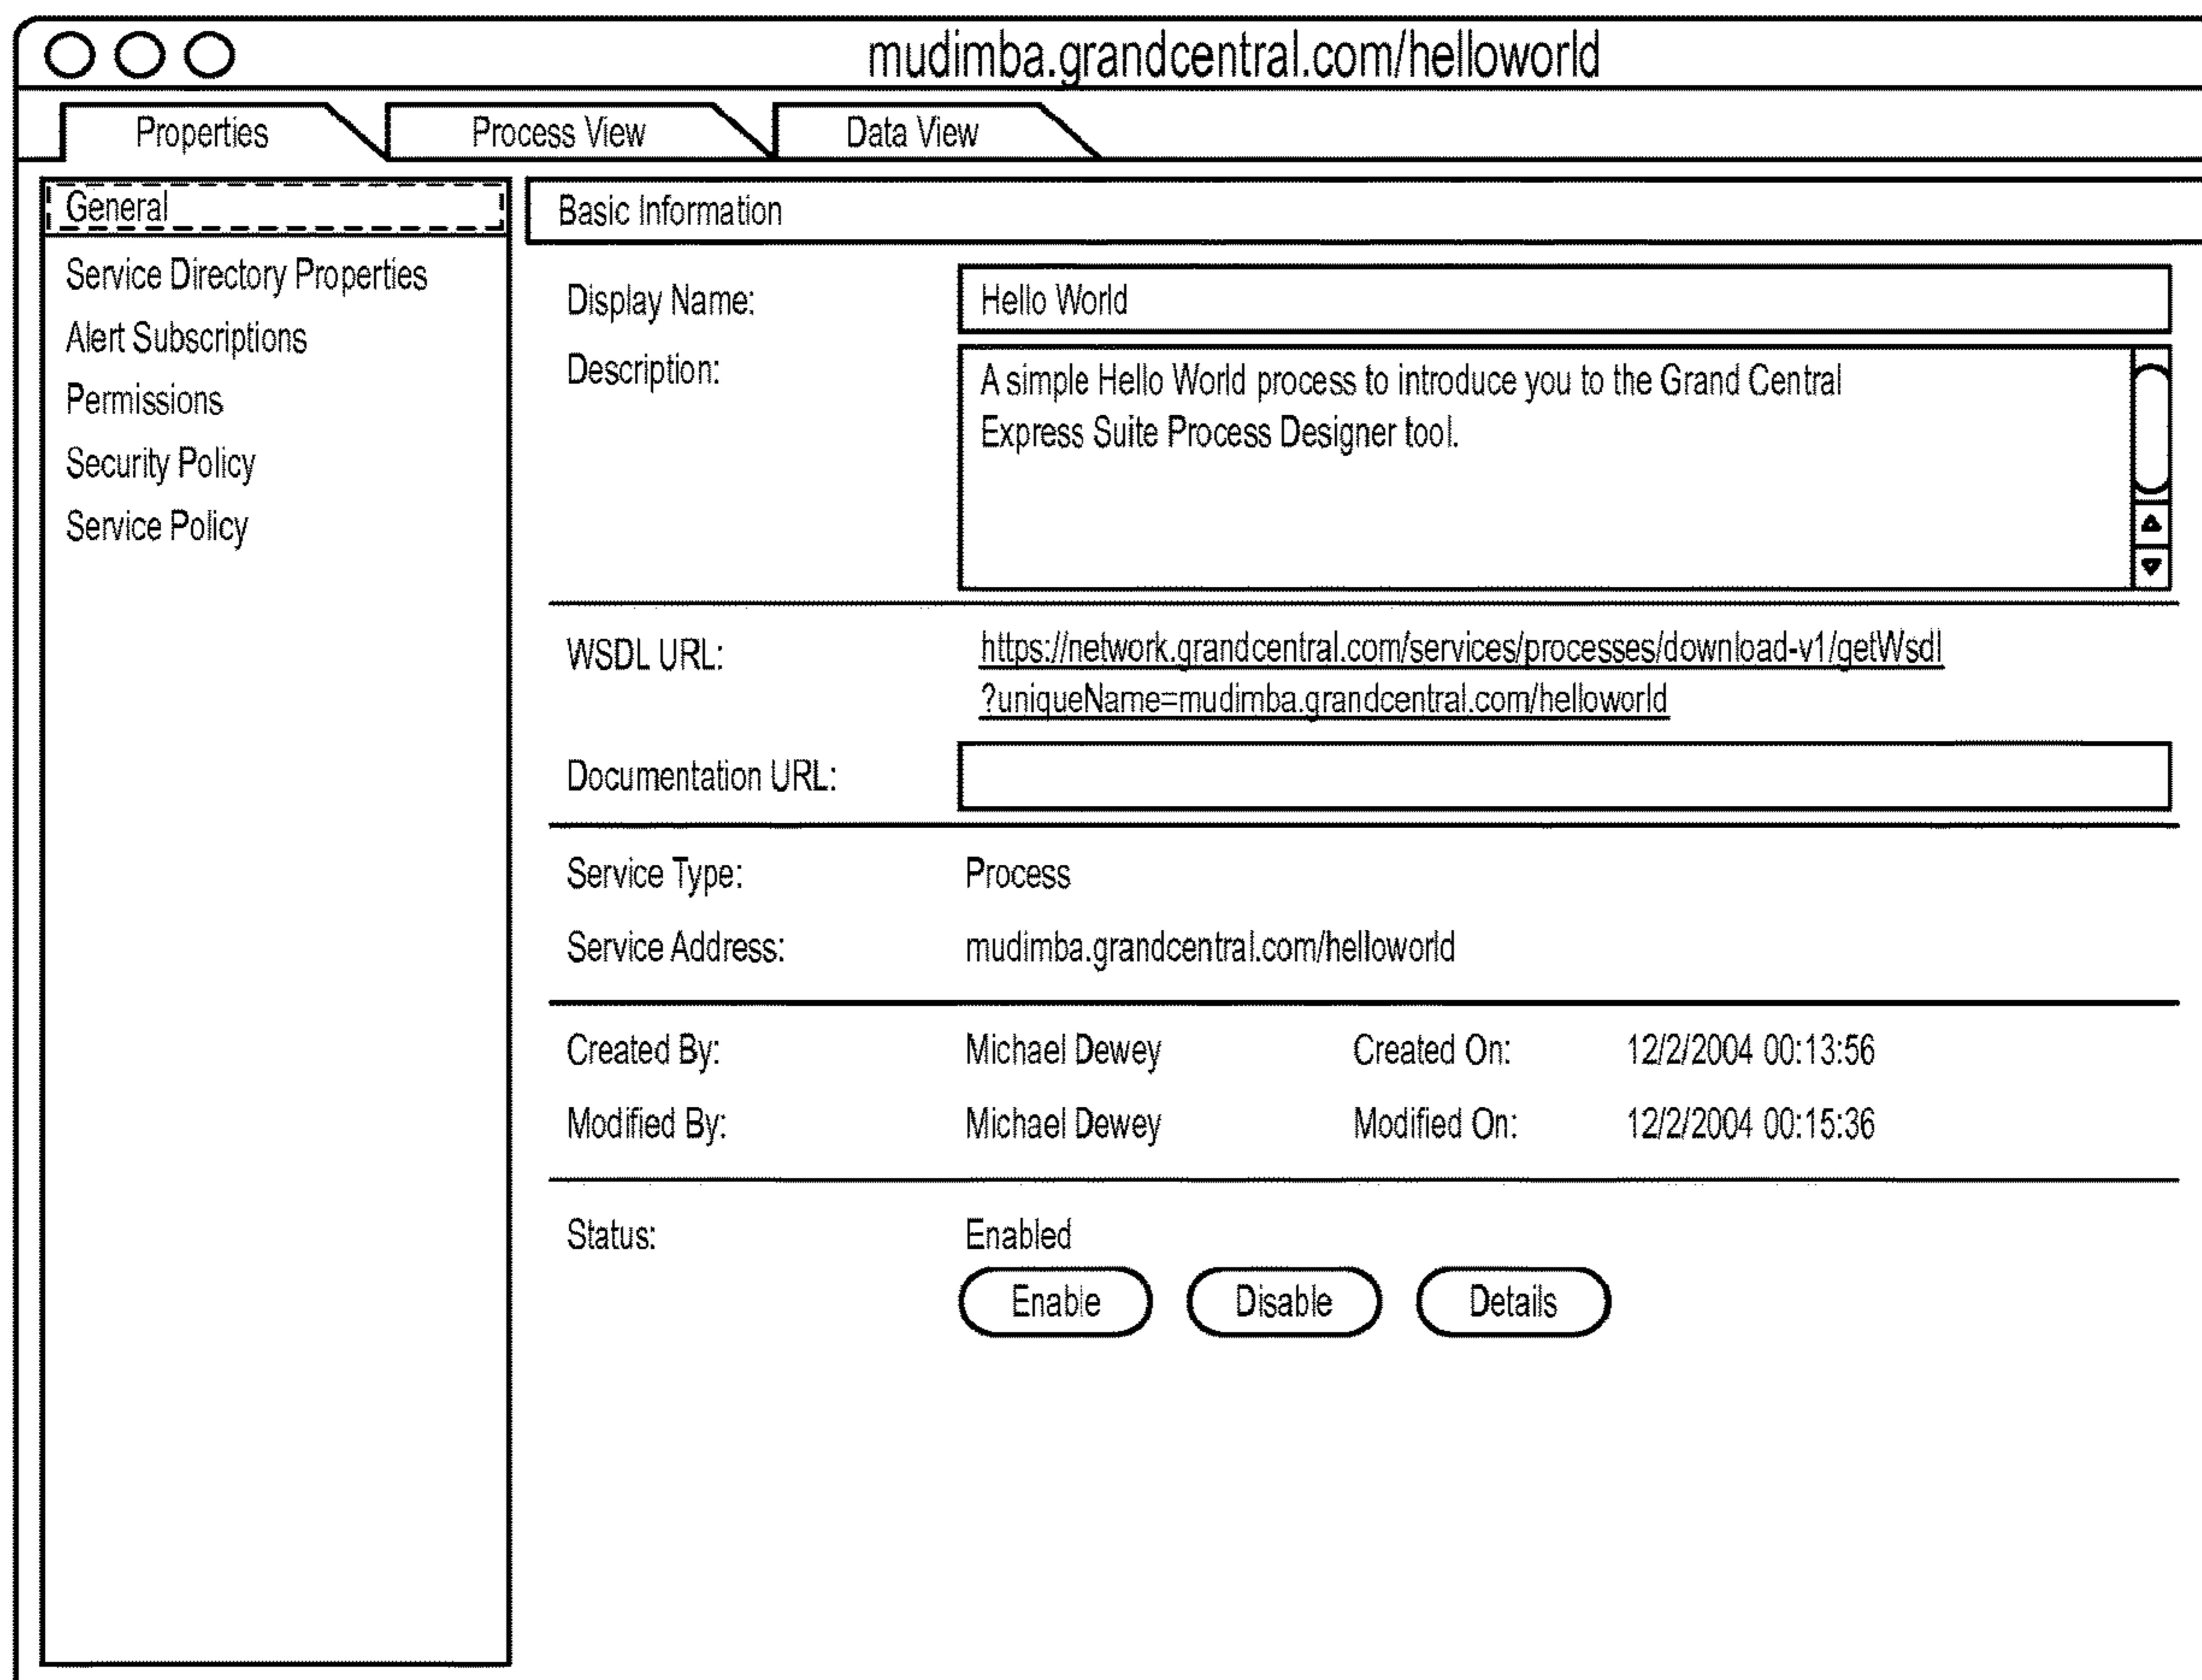 mudimba.grandcentral.com/helloworld
Properties
Process View
Data View
General
Service Directory Properties
Alert Subscriptions
Permissions
Security Policy
Service Policy
Basic Information
Display Name:
Hello World
Description:
A simple Hello World process to introduce you to the Grand Central
Express Suite Process Designer tool.
WSDL URL:
https://network.grandcentral.com/services/processes/download-v1/getWsdl
?uniqueName=mudimba.grandcentral.com/helloworld
Documentation URL:
Service Type:
Process
Service Address:
mudimba.grandcentral.com/helloworld
Created By:
Michael Dewey
Created On:
12/2/2004 00:13:56
Modified By:
Michael Dewey
Modified On:
12/2/2004 00:15:36
Status:
Enabled
Enable
Disable
Details